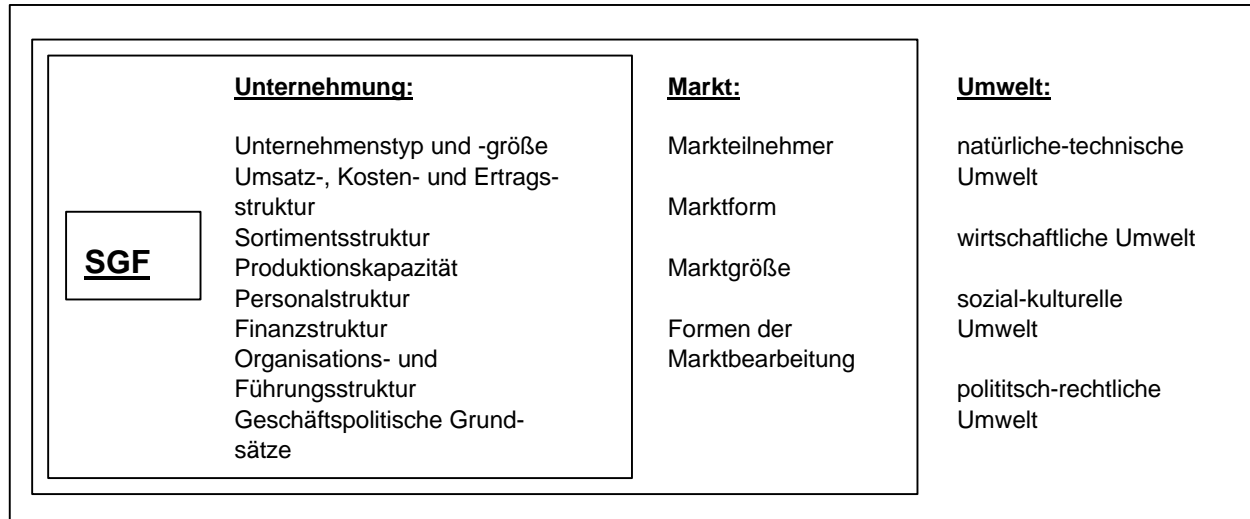 SGF
Unternehmung:
Unternehmenstyp und -größe
Umsatz-, Kosten- und Ertrags-
struktur
Sortimentsstruktur
Produktionskapazität
Personalstruktur
Finanzstruktur
Organisations- und
Führungsstruktur
Geschäftspolitische Grund-
sätze
Markt:
Markteilnehmer
Marktform
Marktgröße
Formen der
Marktbearbeitung
Umwelt:
natürliche-technische
Umwelt
wirtschaftliche Umwelt
sozial-kulturelle
Umwelt
polititsch-rechtliche
Umwelt